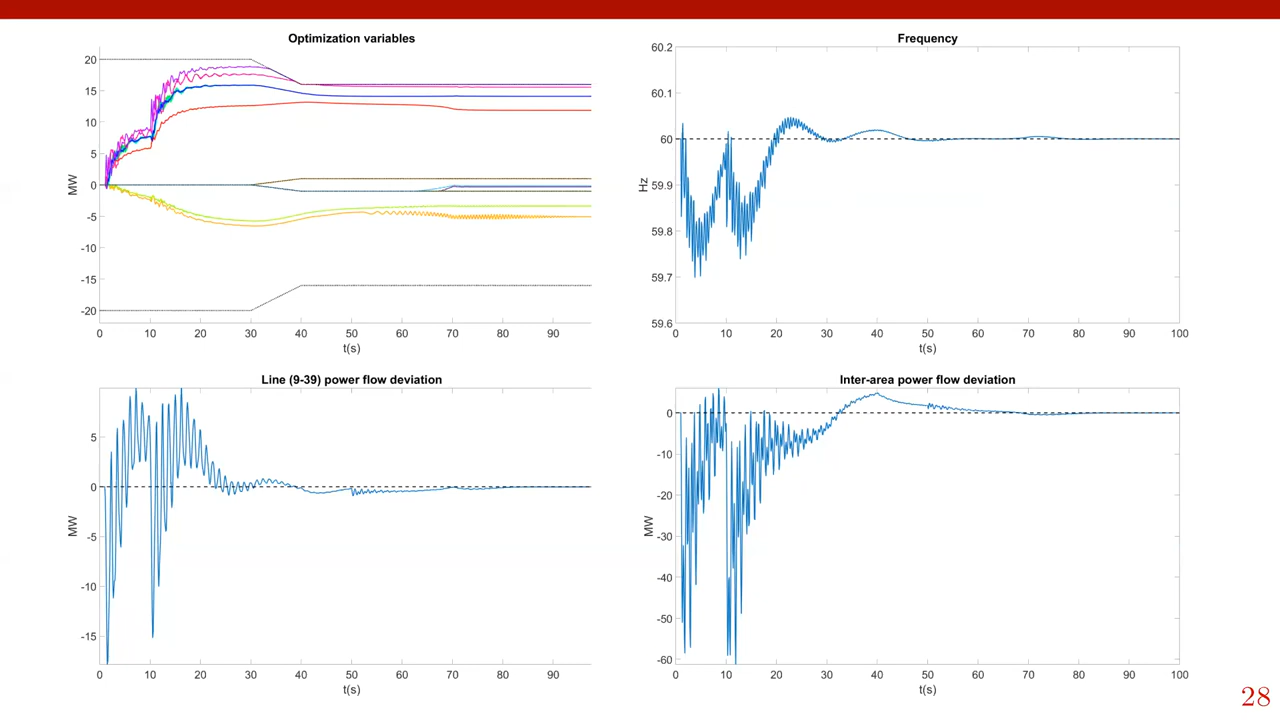 Optimization variables
20
15
10
5
0
-5
-10
-15
-20
MW
0 10 20 30 40 50 60 70 80 90
t(s)
Frequency
60.2
60.1
60
59.9
59.8
59.7
59.6
Hz
0 10 20 30 40 50 60 70 80 90 100
t(s)
Line (9-39) power flow deviation
5
0
-5
-10
-15
MW
0 10 20 30 40 50 60 70 80 90
t(s)
Inter-area power flow deviation
0
-10
-20
-30
-40
-50
-60
MW
0 10 20 30 40 50 60 70 80 90 100
t(s)
28